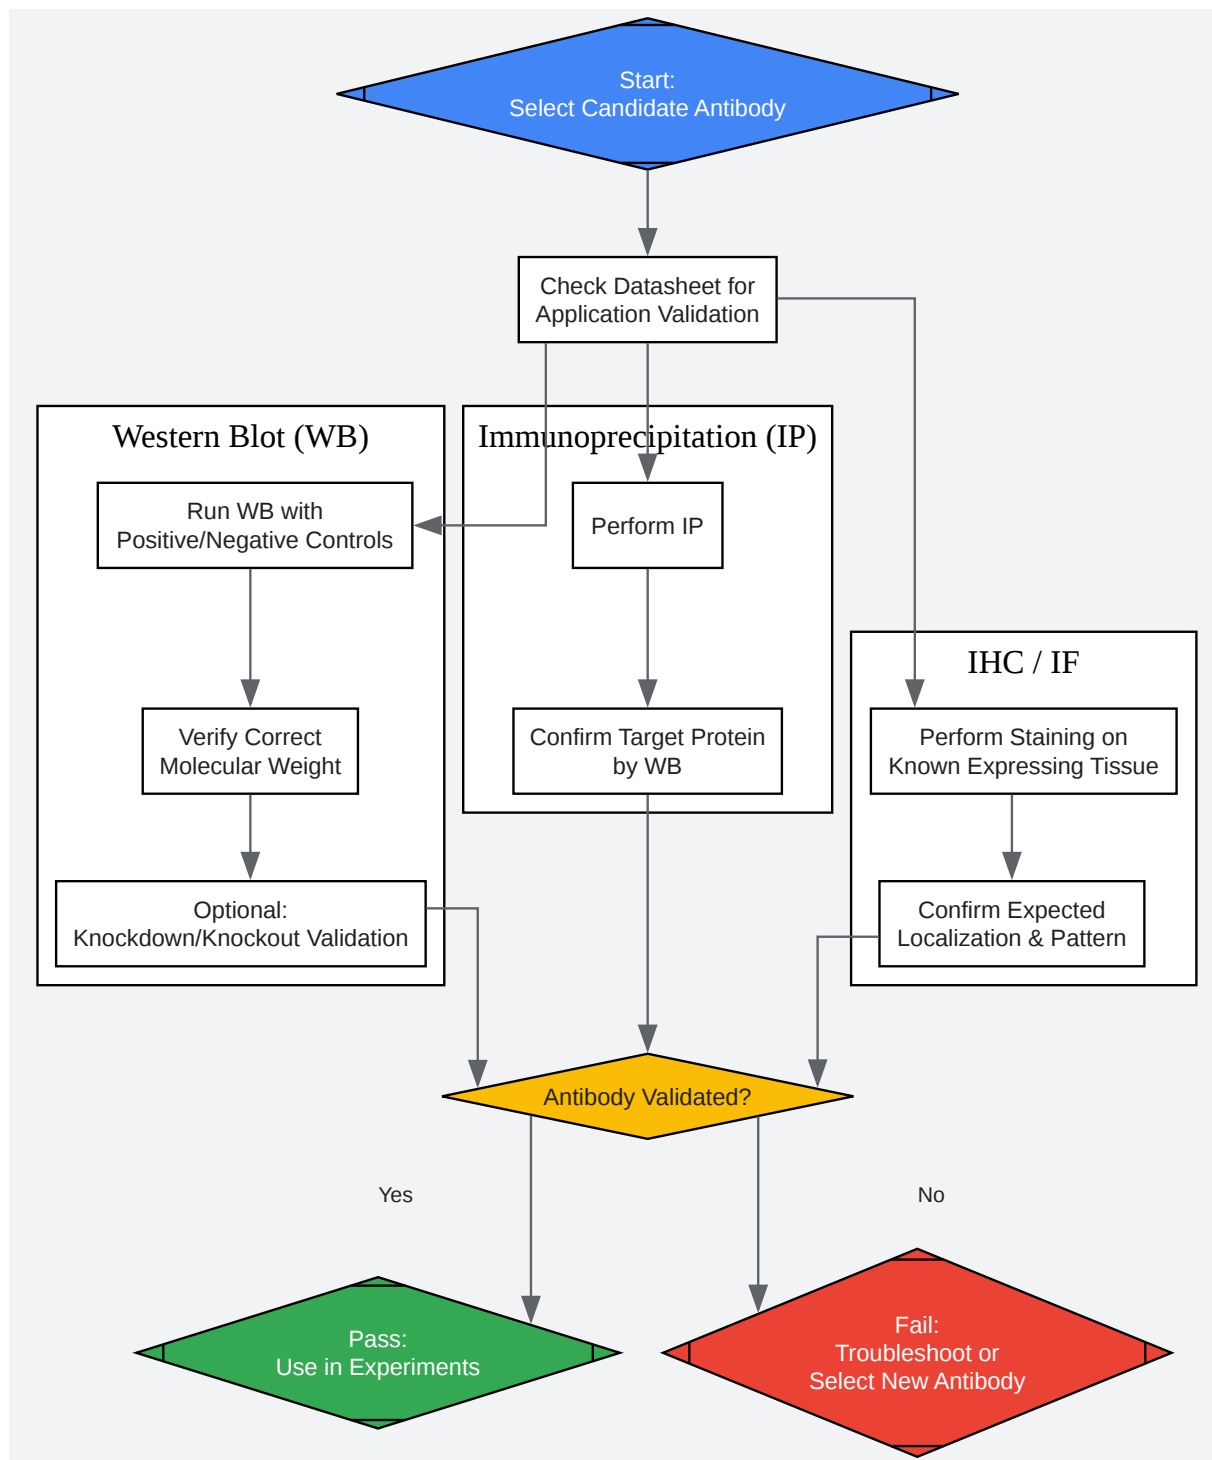 Start:
Select Candidate Antibody
Check Datasheet for
Application Validation
Western Blot (WB)
Run WB with
Positive/Negative Controls
Verify Correct
Molecular Weight
Optional:
Knockdown/Knockout Validation
Immunoprecipitation (IP)
Perform IP
Confirm Target Protein
by WB
IHC / IF
Perform Staining on
Known Expressing Tissue
Confirm Expected
Localization & Pattern
Antibody Validated?
Yes
No
Pass:
Use in Experiments
Fail:
Troubleshoot or
Select New Antibody